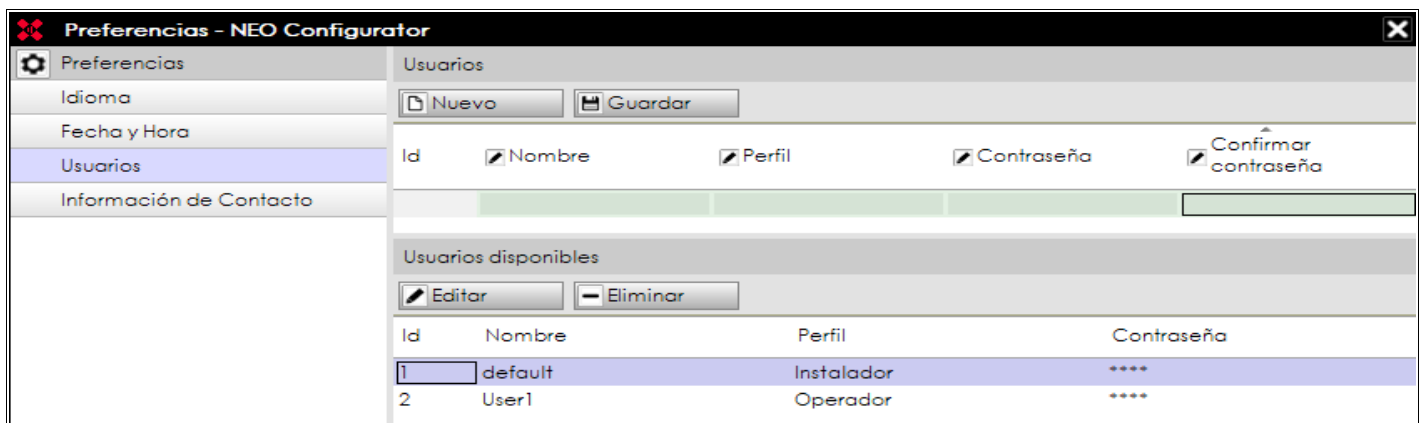 Preferencias - NEO Configurator
Preferencias
Idioma
Fecha y Hora
Usuarios
Información de Contacto
Usuarios
Nuevo Guardar
Id Nombre Perfil Contraseña Confirmar contraseña
Usuarios disponibles
Editar Eliminar
Id Nombre Perfil Contraseña
1 default Instalador ****
2 User1 Operador ****